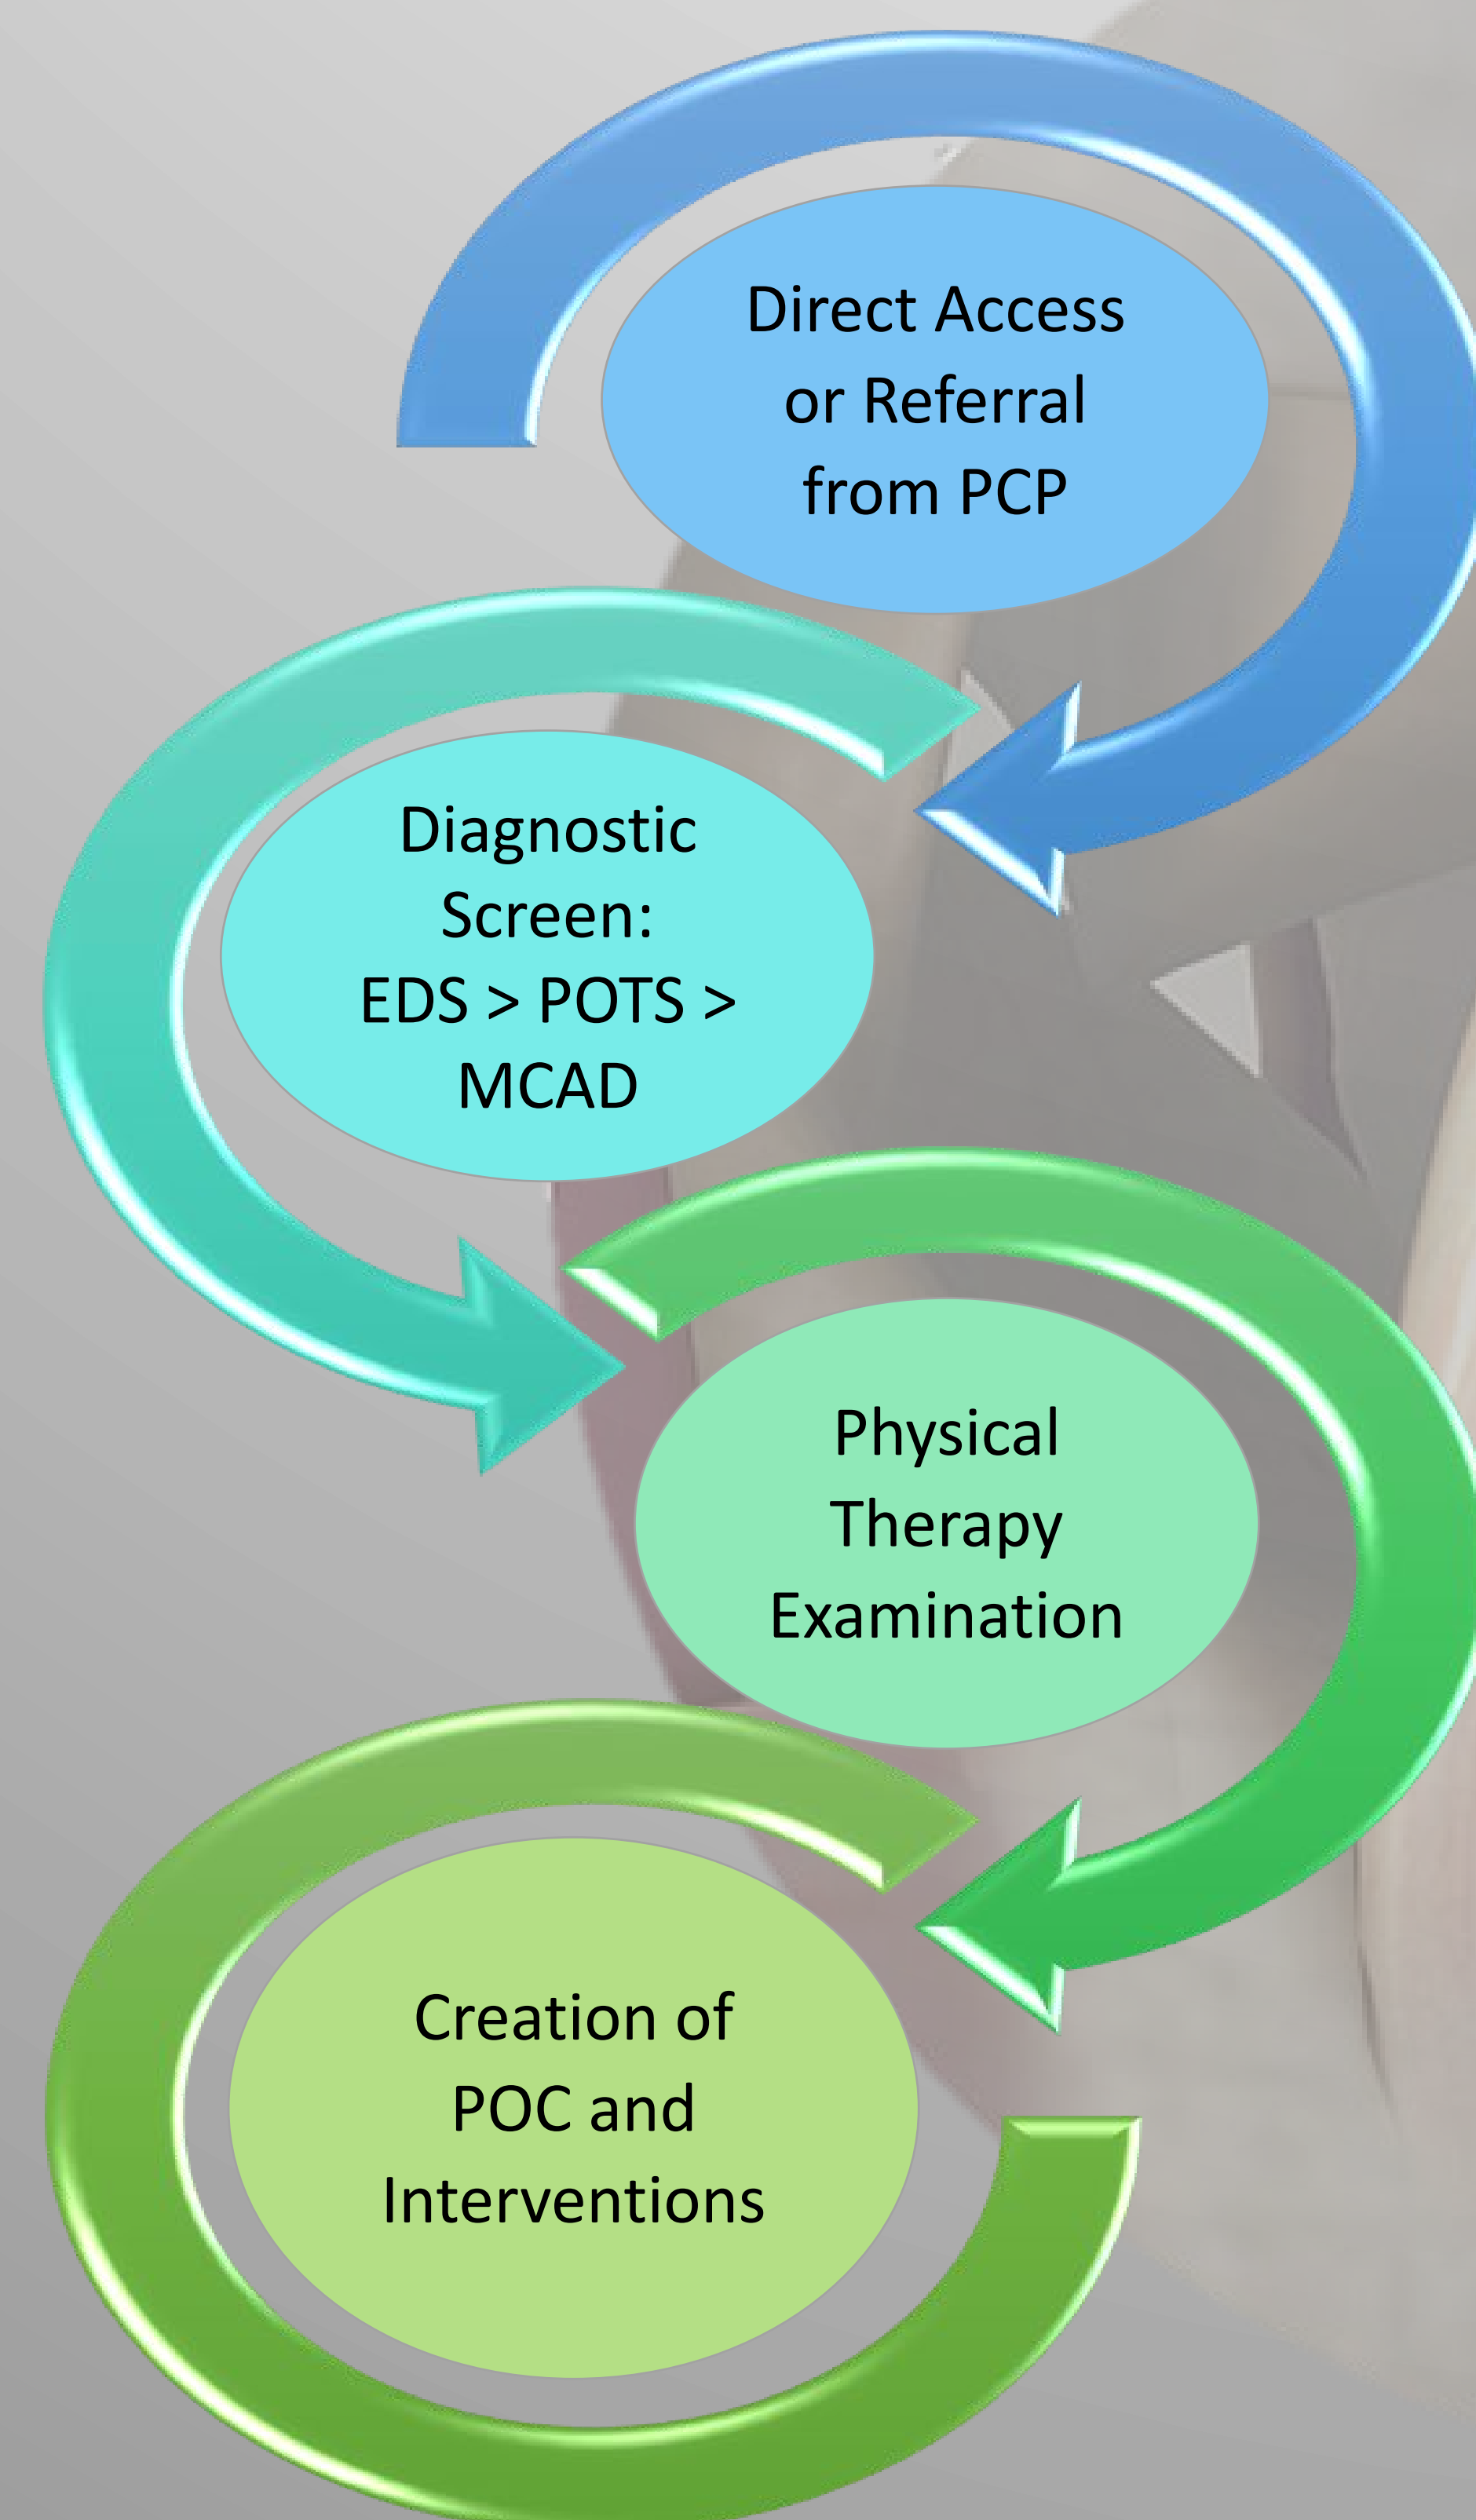 Direct Access
or Referral
from PCP
Diagnostic
Screen:
EDS > POTS >
MCAD
Physical
Therapy
Examination
Creation of
POC and
Interventions